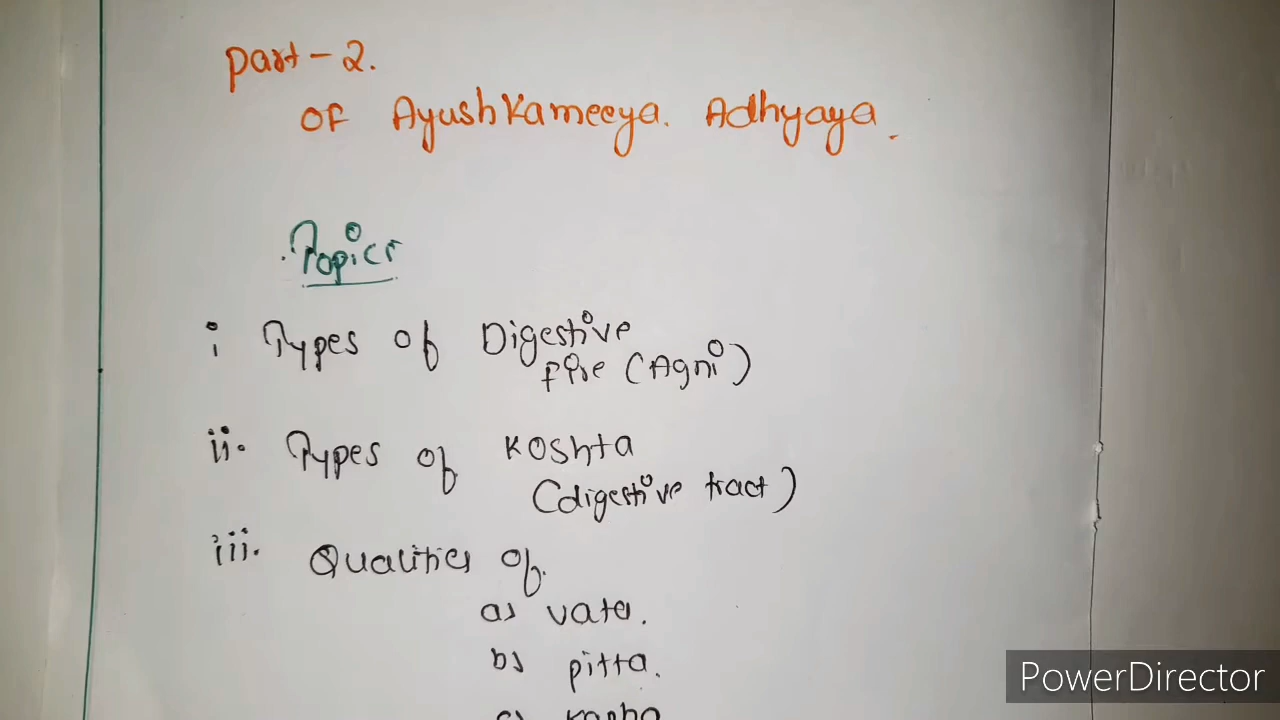 Part - 2.
of Ayushkameeya. Adhyaya.
Topics
i Types of Digestive
fire (Agni)
ii. Types of Koshta
(digestive tract)
iii. Qualities of.
a) vata.
b) pitta.
c) kapha
PowerDirector